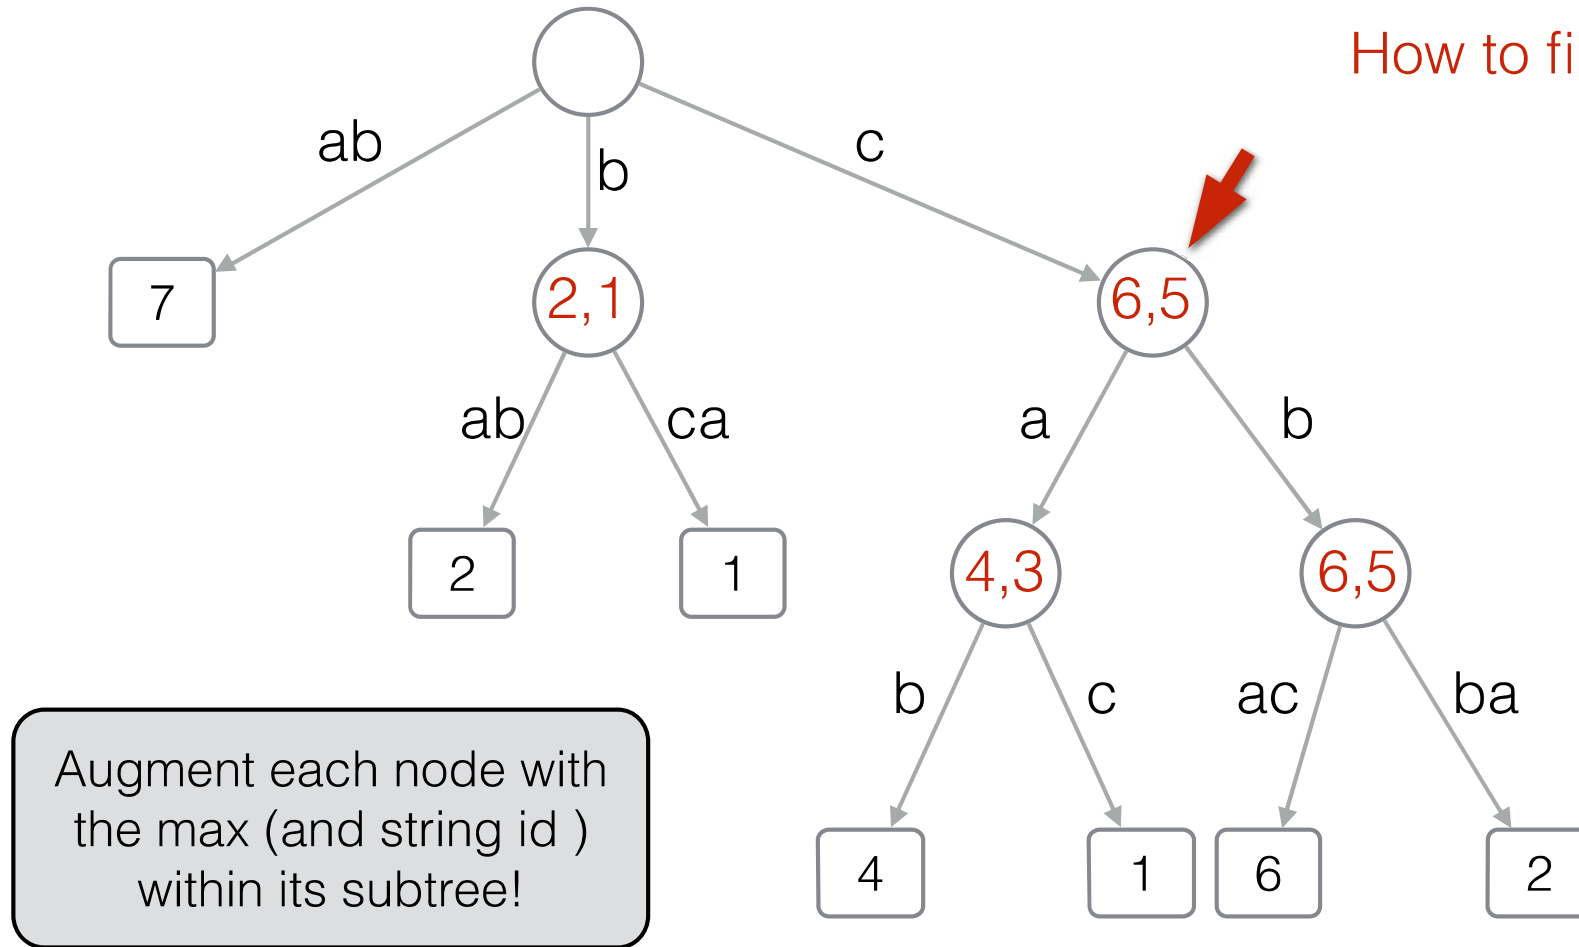 How to fi
ab
b
c
7
2,1
6,5
ab
ca
a
b
2
1
4,3
6,5
b
c
ac
ba
Augment each node with
the max (and string id )
within its subtree!
4
1
6
2